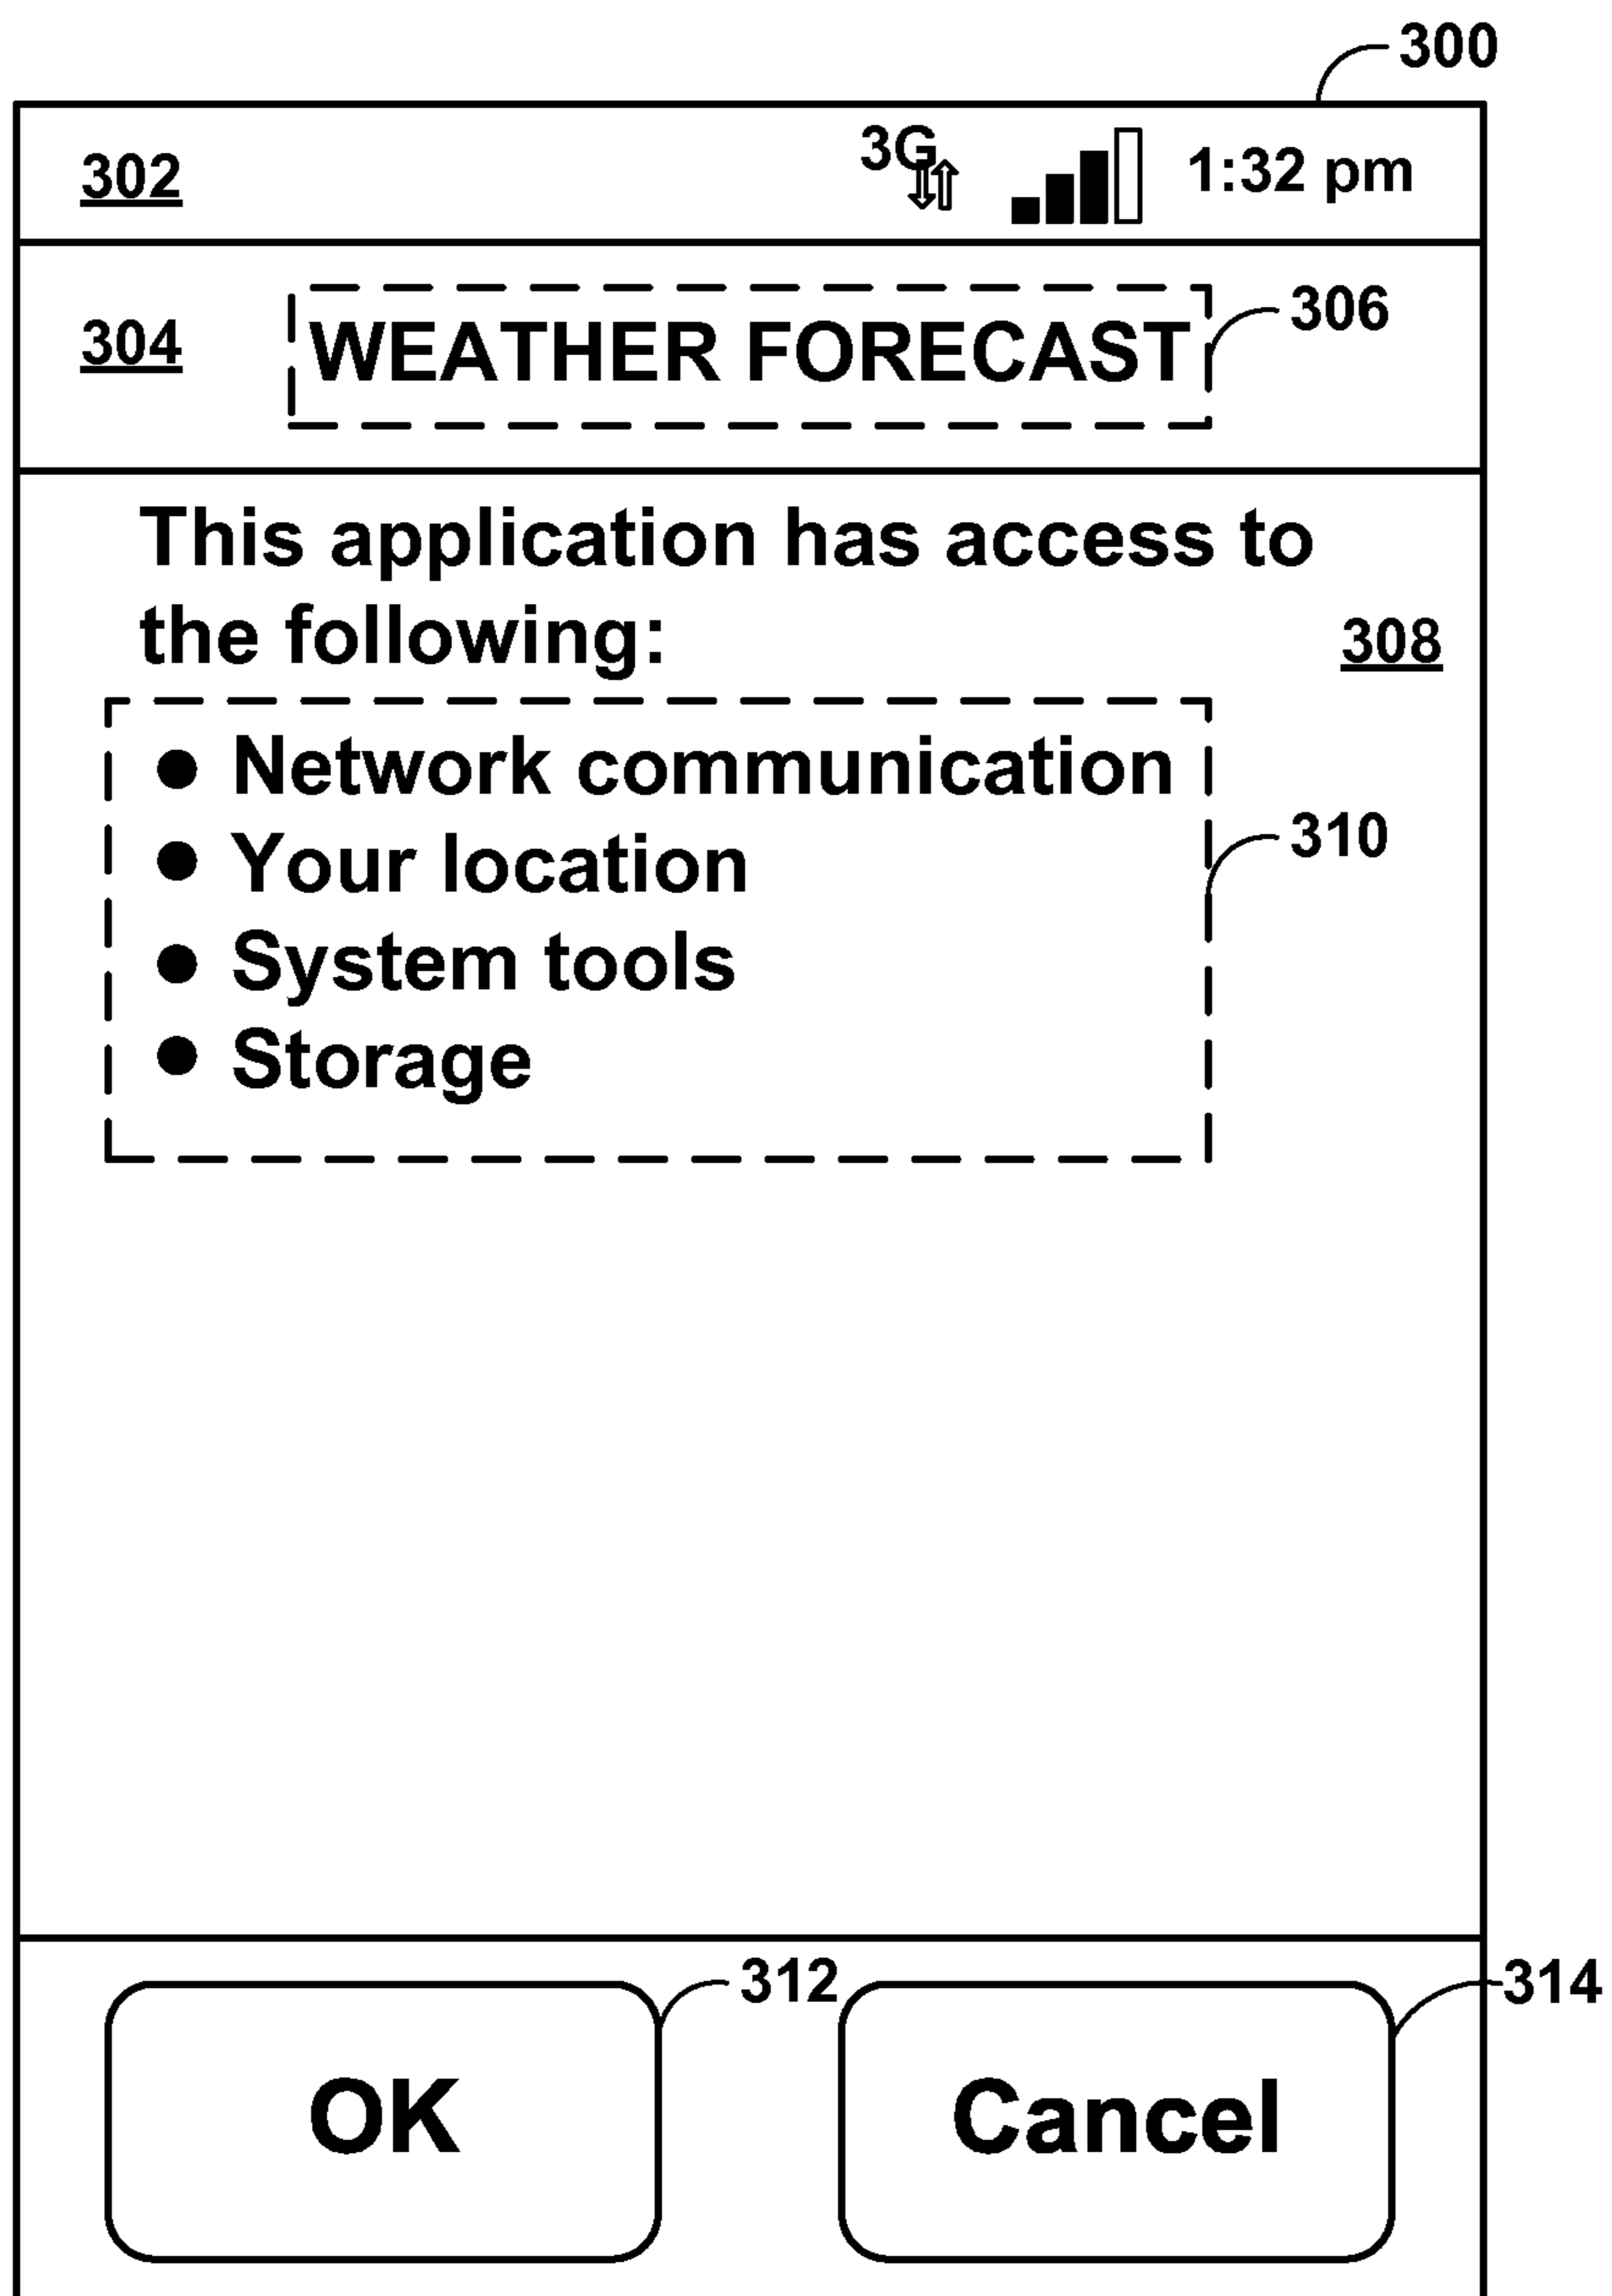 300
302 3G 1:32 pm
304 WEATHER FORECAST 306
This application has access to
the following:
308
● Network communication
● Your location
310
● System tools
● Storage
312
314
OK Cancel